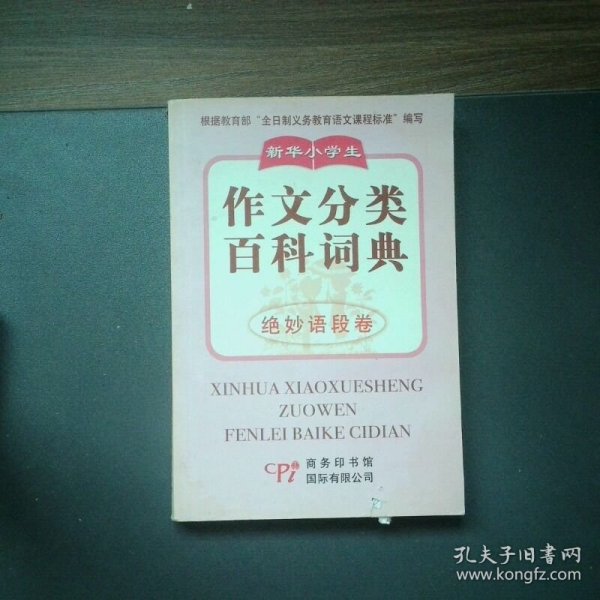 根据教育部“全日制义务教育语文课程标准”编写
新华小学生
作文分类
百科词典
绝妙语段卷
XINHUA XIAOXUESHENG
ZUOWEN
FENLEI BAIKE CIDIAN
CPi 商务印书馆
国际有限公司
孔夫子旧书网
www.kongfz.com